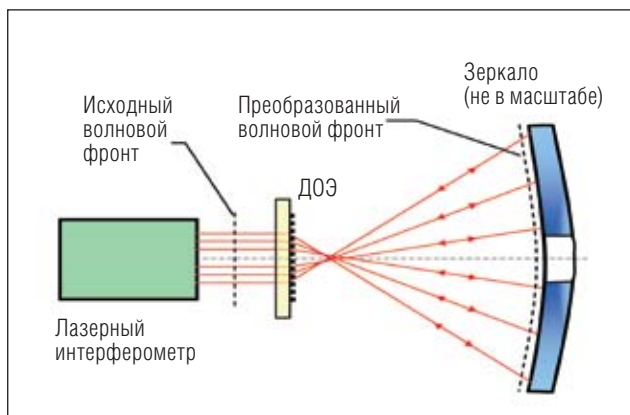 Исходный
волновой
фронт
Преобразованный
волновой фронт
Зеркало
(не в масштабе)
ДОЭ
Лазерный
интерферометр